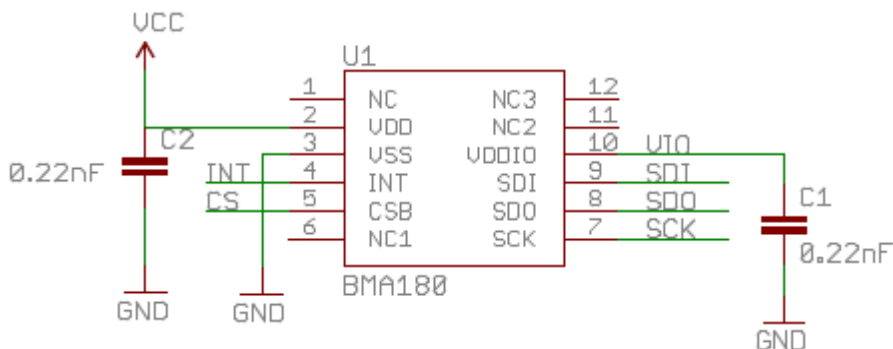 VCC
U1
1 NC NC3 12
2 VDD NC2 11
C2
3 VSS VDDIO 10 VIO
0.22nF
INT 4 INT SDI 9 SDI
CS 5 CSB SDO 8 SDO
C1
6 NC1 SCK 7 SCK
0.22nF
BMA180
GND
GND
GND